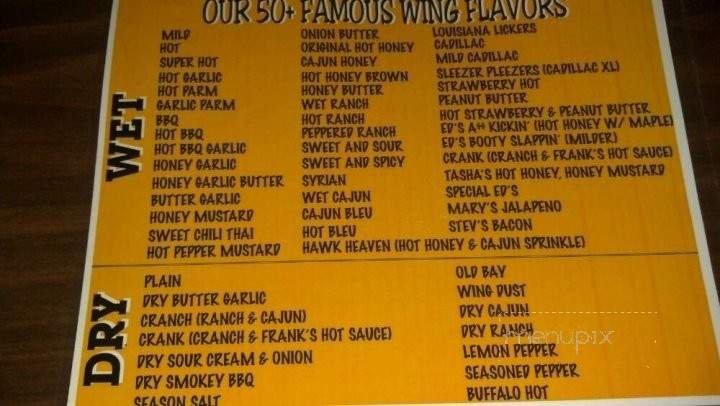 OUR 50+ FAMOUS WING FLAVORS
WET
MILD
HOT
SUPER HOT
HOT GARLIC
HOT PARM
GARLIC PARM
BBQ
HOT BBQ
HOT BBQ GARLIC
HONEY GARLIC
HONEY GARLIC BUTTER
BUTTER GARLIC
HONEY MUSTARD
SWEET CHILI THAI
HOT PEPPER MUSTARD
ONION BUTTER
ORIGINAL HOT HONEY
CAJUN HONEY
HOT HONEY BROWN
HONEY BUTTER
WET RANCH
HOT RANCH
PEPPERED RANCH
SWEET AND SOUR
SWEET AND SPICY
SYRIAN
WET CAJUN
CAJUN BLEU
HOT BLEU
HAWK HEAVEN (HOT HONEY & CAJUN SPRINKLE)
LOUISIANA LICKERS
CADILLAC
MILD CADILLAC
SLEEZER PLEEZERS (CADILLAC XL)
STRAWBERRY HOT
PEANUT BUTTER
HOT STRAWBERRY & PEANUT BUTTER
ED'S A** KICKIN' (HOT HONEY W/ MAPLE)
ED'S BOOTY SLAPPIN' (MILDER)
CRANK (CRANCH & FRANK'S HOT SAUCE)
TASHA'S HOT HONEY, HONEY MUSTARD
SPECIAL ED'S
MARY'S JALAPENO
STEV'S BACON
DRY
PLAIN
DRY BUTTER GARLIC
CRANCH (RANCH & CAJUN)
CRANK (CRANCH & FRANK'S HOT SAUCE)
DRY SOUR CREAM & ONION
DRY SMOKEY BBQ
SEASON SALT
OLD BAY
WING DUST
DRY CAJUN
DRY RANCH
LEMON PEPPER
SEASONED PEPPER
BUFFALO HOT
menupix